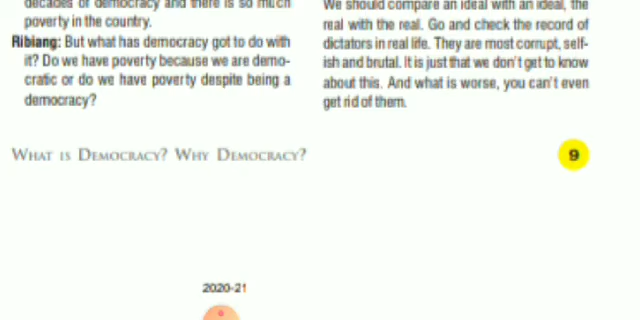 decades of democracy and there is so much
poverty in the country.
Ribiang: But what has democracy got to do with
it? Do we have poverty because we are demo-
cratic or do we have poverty despite being a
democracy?
We should compare an ideal with an ideal, the
real with the real. Go and check the record of
dictators in real life. They are most corrupt, self-
ish and brutal. It is just that we don't get to know
about this. And what is worse, you can't even
get rid of them.
WHAT IS DEMOCRACY? WHY DEMOCRACY?
9
2020-21